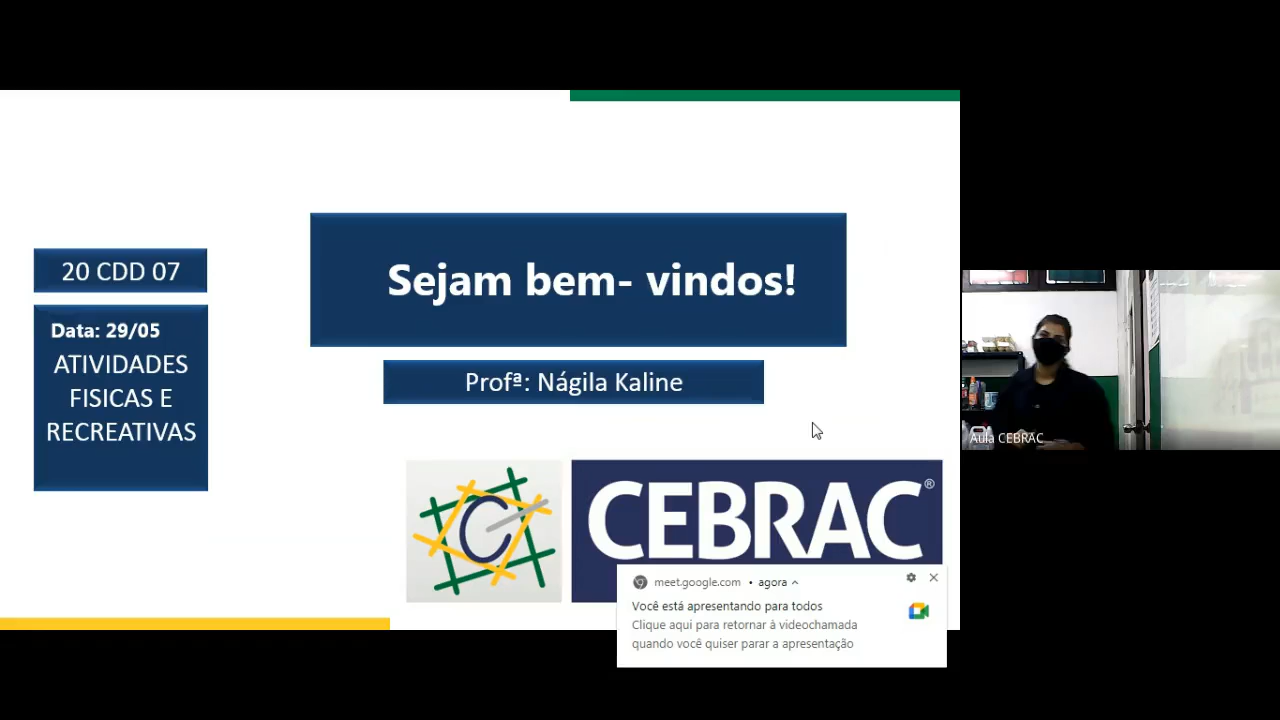 20 CDD 07
Data: 29/05
ATIVIDADES
FISICAS E
RECREATIVAS
Sejam bem- vindos!
Profª: Nágila Kaline
CEBRAC®
meet.google.com • agora
Você está apresentando para todos
Clique aqui para retornar à videochamada
quando você quiser parar a apresentação
Aula CEBRAC